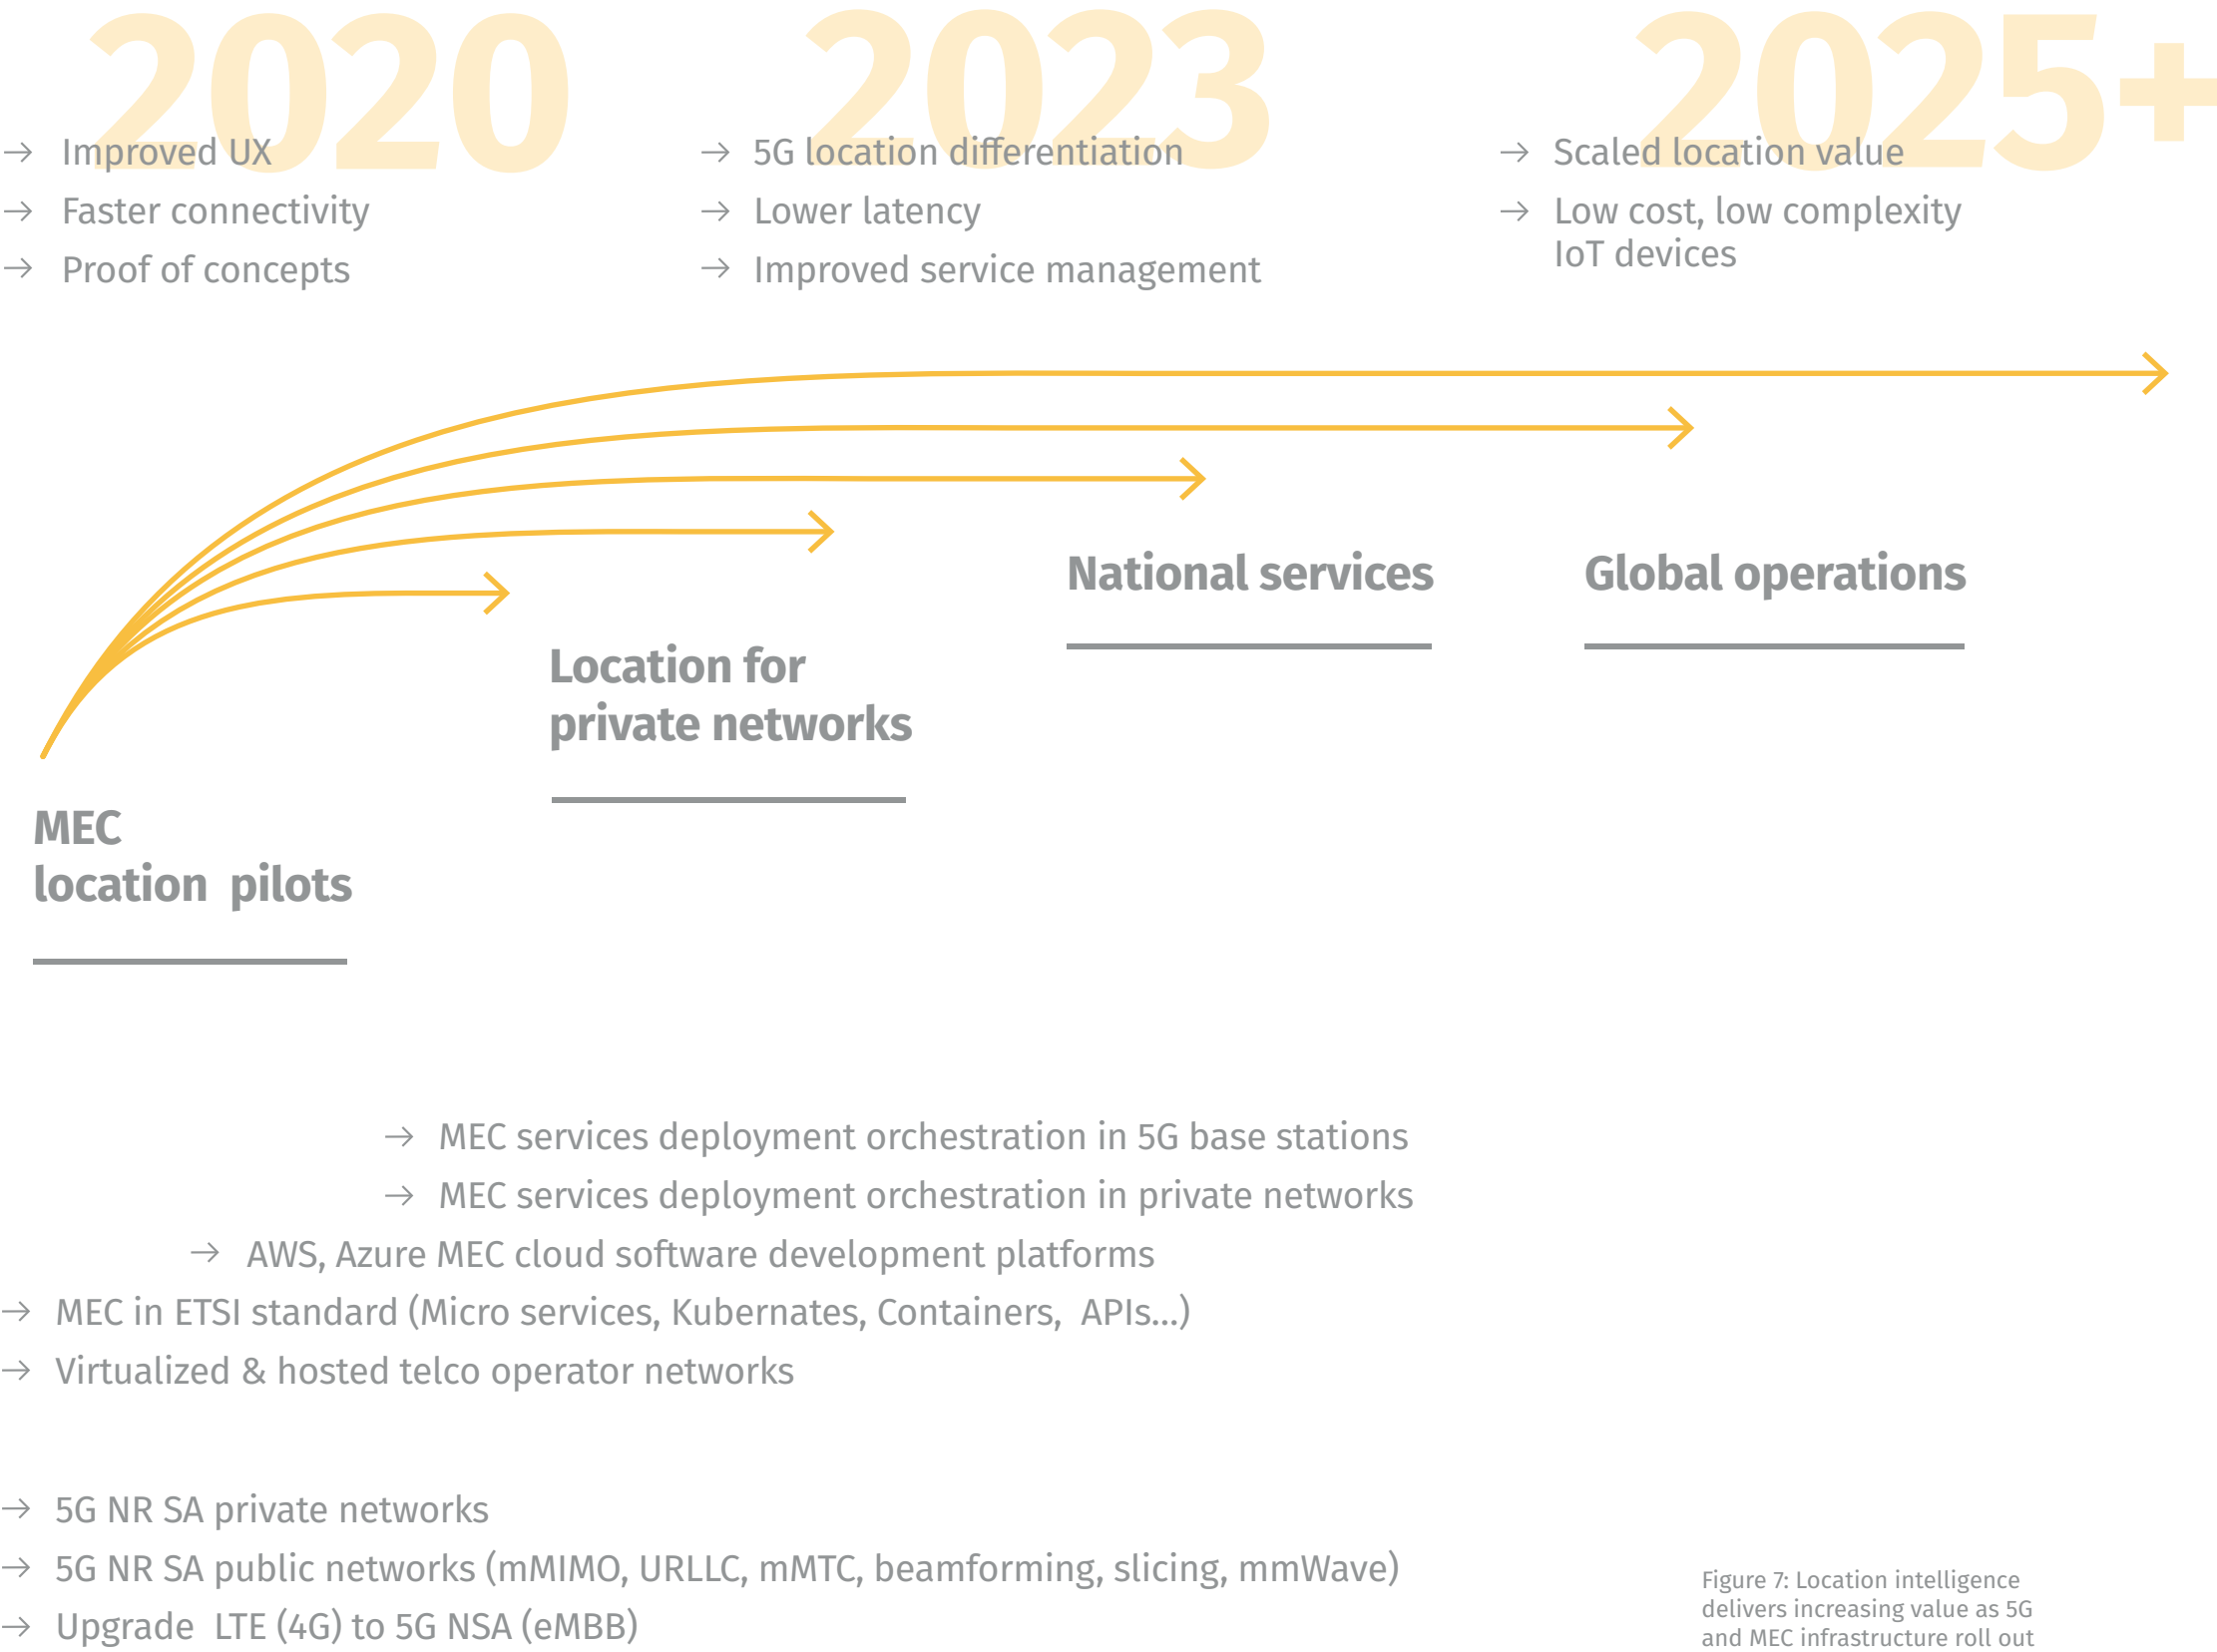 2020
→ Improved UX
→ Faster connectivity
→ Proof of concepts
2023
→ 5G location differentiation
→ Lower latency
→ Improved service management
2025+
→ Scaled location value
→ Low cost, low complexity
IoT devices
MEC
location pilots
Location for
private networks
National services
Global operations
→ MEC services deployment orchestration in 5G base stations
→ MEC services deployment orchestration in private networks
→ AWS, Azure MEC cloud software development platforms
→ MEC in ETSI standard (Micro services, Kubernates, Containers, APIs...)
→ Virtualized & hosted telco operator networks
→ 5G NR SA private networks
→ 5G NR SA public networks (mMIMO, URLLC, mMTC, beamforming, slicing, mmWave)
→ Upgrade LTE (4G) to 5G NSA (eMBB)
Figure 7: Location intelligence
delivers increasing value as 5G
and MEC infrastructure roll out